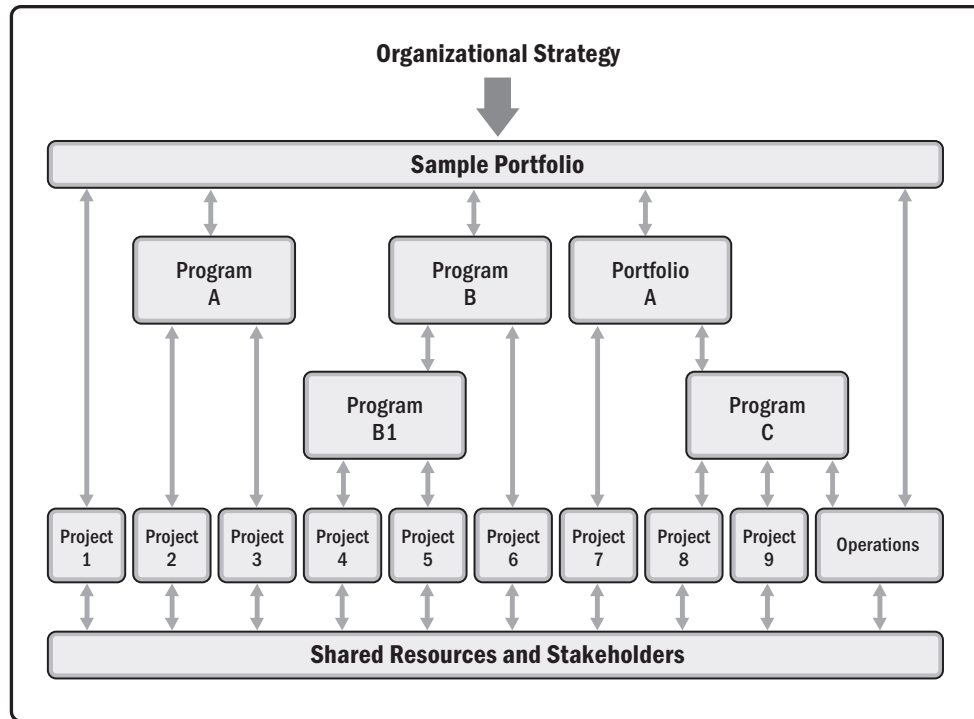 Organizational Strategy
Sample Portfolio
Program
A
Program
B
Portfolio
A
Program
B1
Program
C
Project
1
Project
2
Project
3
Project
4
Project
5
Project
6
Project
7
Project
8
Project
9
Operations
Shared Resources and Stakeholders